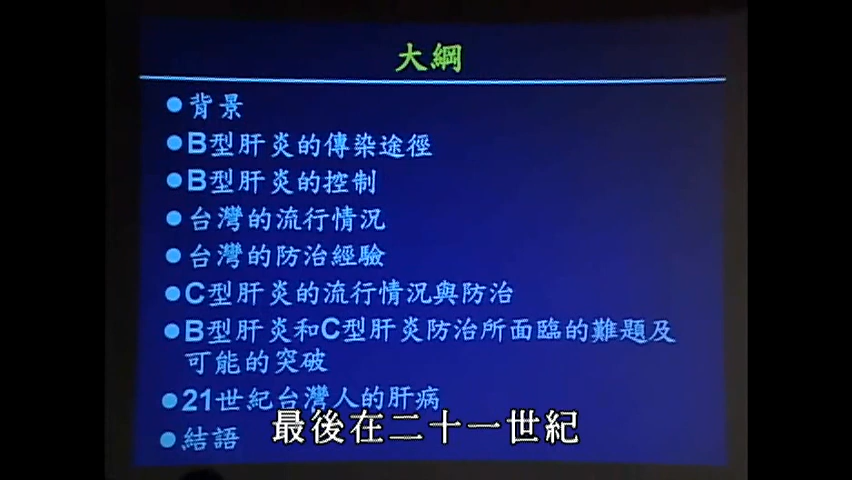 大綱
●背景
●B型肝炎的傳染途徑
●B型肝炎的控制
●台灣的流行情況
●台灣的防治經驗
●C型肝炎的流行情況與防治
●B型肝炎和C型肝炎防治所面臨的難題及
可能的突破
●21世紀台灣人的肝病
●結語
最後在二十一世紀